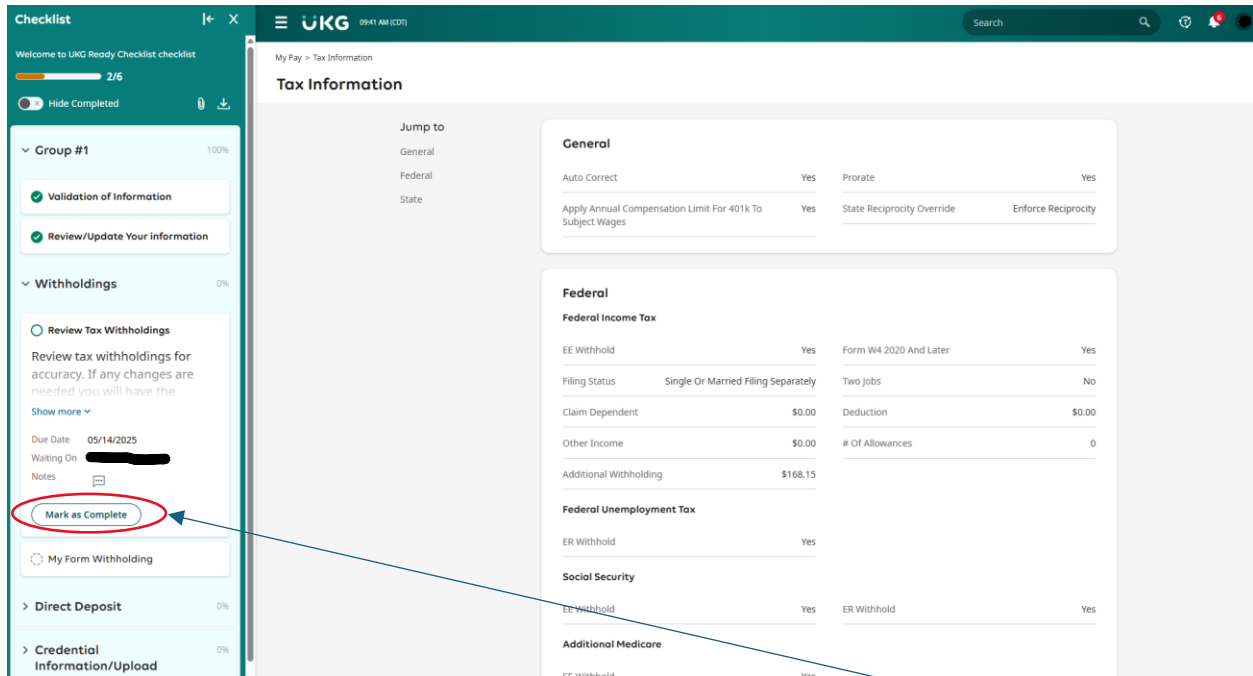 Checklist
Welcome to UKG Ready Checklist checklist
2/6
Hide Completed
Group #1 100%
Validation of Information
Review/Update Your information
Withholdings 0%
Review Tax Withholdings
Review tax withholdings for
accuracy. If any changes are
needed you will have the
Show more
Due Date 05/14/2025
Waiting On
Notes
Mark as Complete
My Form Withholding
Direct Deposit 0%
Credential 0%
Information/Upload
UKG 09:41 AM (CDT) Search 6
My Pay > Tax Information
Tax Information
Jump to
General
Federal
State
General
Auto Correct Yes Prorate Yes
Apply Annual Compensation Limit For 401k To Yes State Reciprocity Override Enforce Reciprocity
Subject Wages
Federal
Federal Income Tax
EE Withhold Yes Form W4 2020 And Later Yes
Filing Status Single Or Married Filing Separately Two Jobs No
Claim Dependent $0.00 Deduction $0.00
Other Income $0.00 # Of Allowances 0
Additional Withholding $168.15
Federal Unemployment Tax
ER Withhold Yes
Social Security
EE Withhold Yes ER Withhold Yes
Additional Medicare
EE Withhold Yes